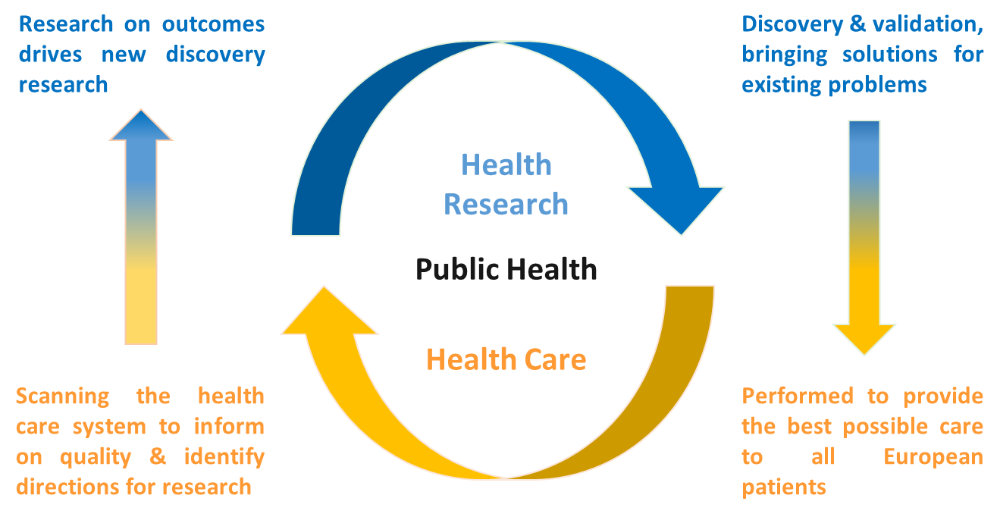 Research on outcomes
drives new discovery
research
Discovery & validation,
bringing solutions for
existing problems
Health
Research
Public Health
Health Care
Scanning the health
care system to inform
on quality & identify
directions for research
Performed to provide
the best possible care
to all European
patients